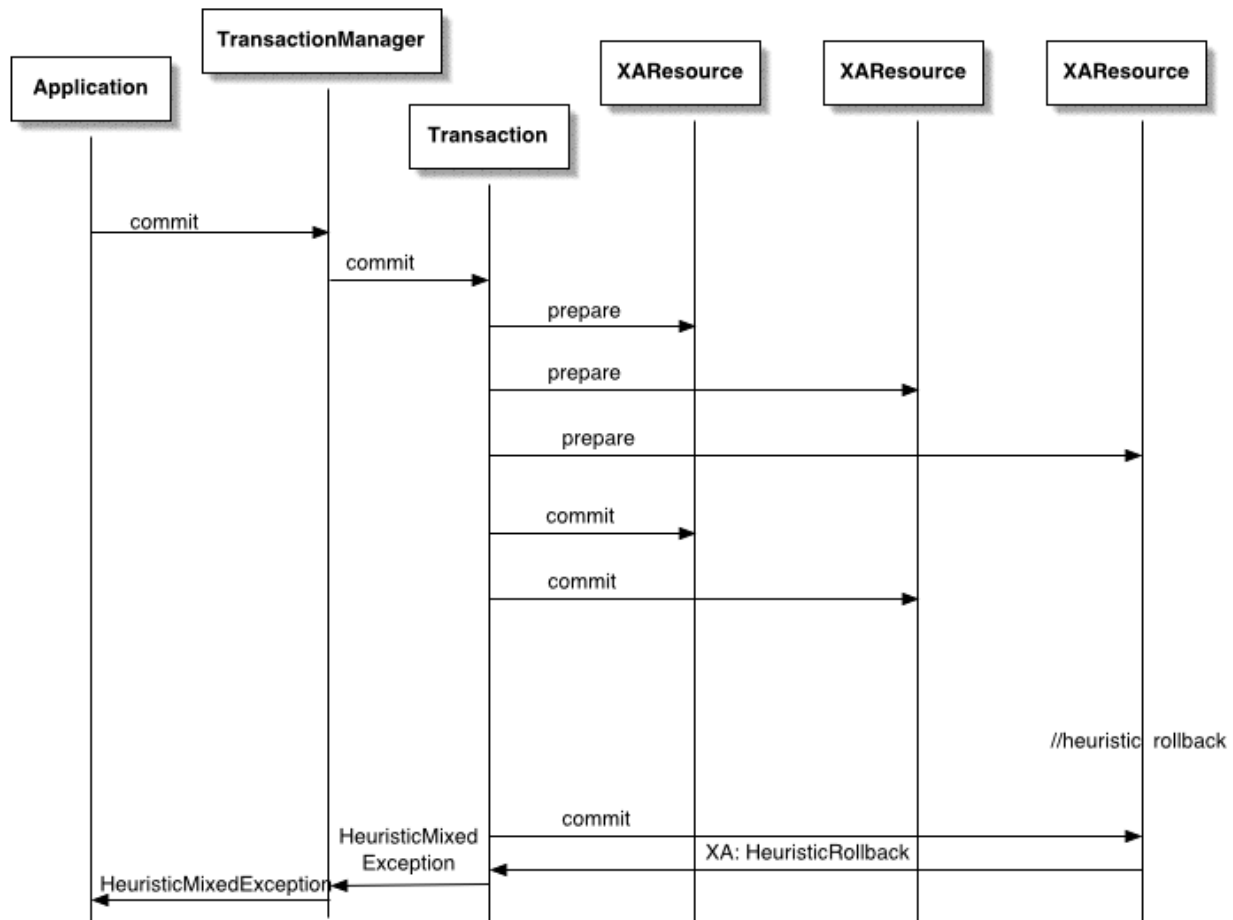 TransactionManager
Application
XAResource
XAResource
XAResource
Transaction
commit
commit
prepare
prepare
prepare
commit
commit
//heuristic rollback
commit
HeuristicMixed
Exception
XA: HeuristicRollback
HeuristicMixedException